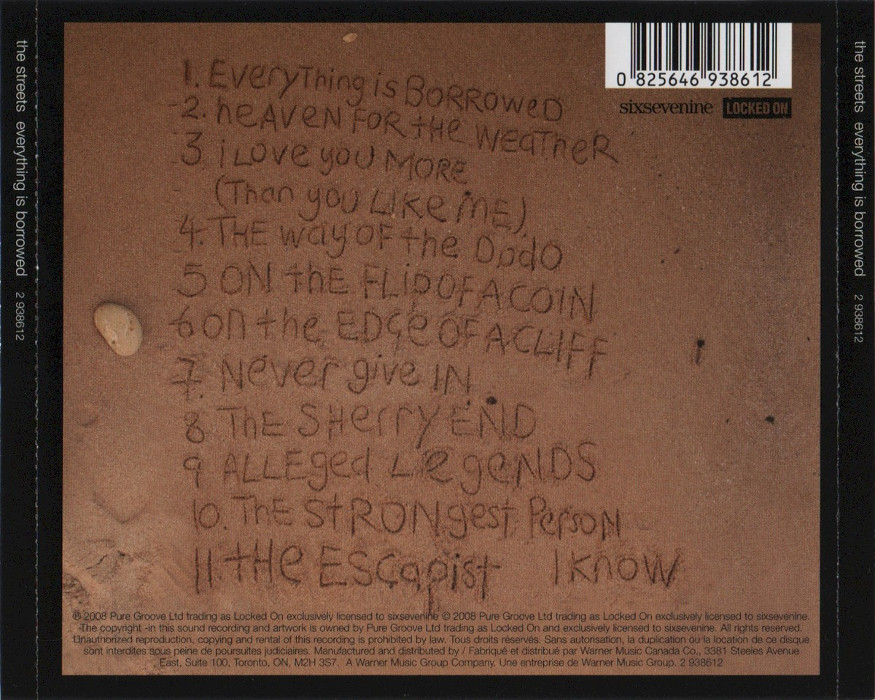 the streets everything is borrowed 2 938612
0 825646 938612
sixsevenine LOCKED ON
1. EveryThing is BORROWeD
2. heAVeN FOR the WEaTheR
3 i LOve yoU MORe
(Than you LIKe ME)
4. THE way OF the DodO
5 ON thE FLip OF A COIN
6 on the EDGe OF A CLIFF
7. Never give IN
8 ThE SHerry END
9 ALLEged LegeNDS
10. ThE StRONgest PerSoN
I KnoW
11. tHe ESCapist
℗ 2008 Pure Groove Ltd trading as Locked On exclusively licensed to sixsevenine © 2008 Pure Groove Ltd trading as Locked On exclusively licensed to sixsevenine.
The copyright in this sound recording and artwork is owned by Pure Groove Ltd trading as Locked On and exclusively licensed to sixsevenine. All rights reserved.
Unauthorized reproduction, copying and rental of this recording is prohibited by law. Tous droits réservés. Sans autorisation, la duplication ou la location de ce disque
sont interdites sous peine de poursuites judiciaires. Manufactured and distributed by / Fabriqué et distribué par Warner Music Canada Co., 3381 Steeles Avenue
East, Suite 100, Toronto, ON, M2H 3S7. A Warner Music Group Company. Une entreprise de Warner Music Group. 2 938612
the streets everything is borrowed 2 938612